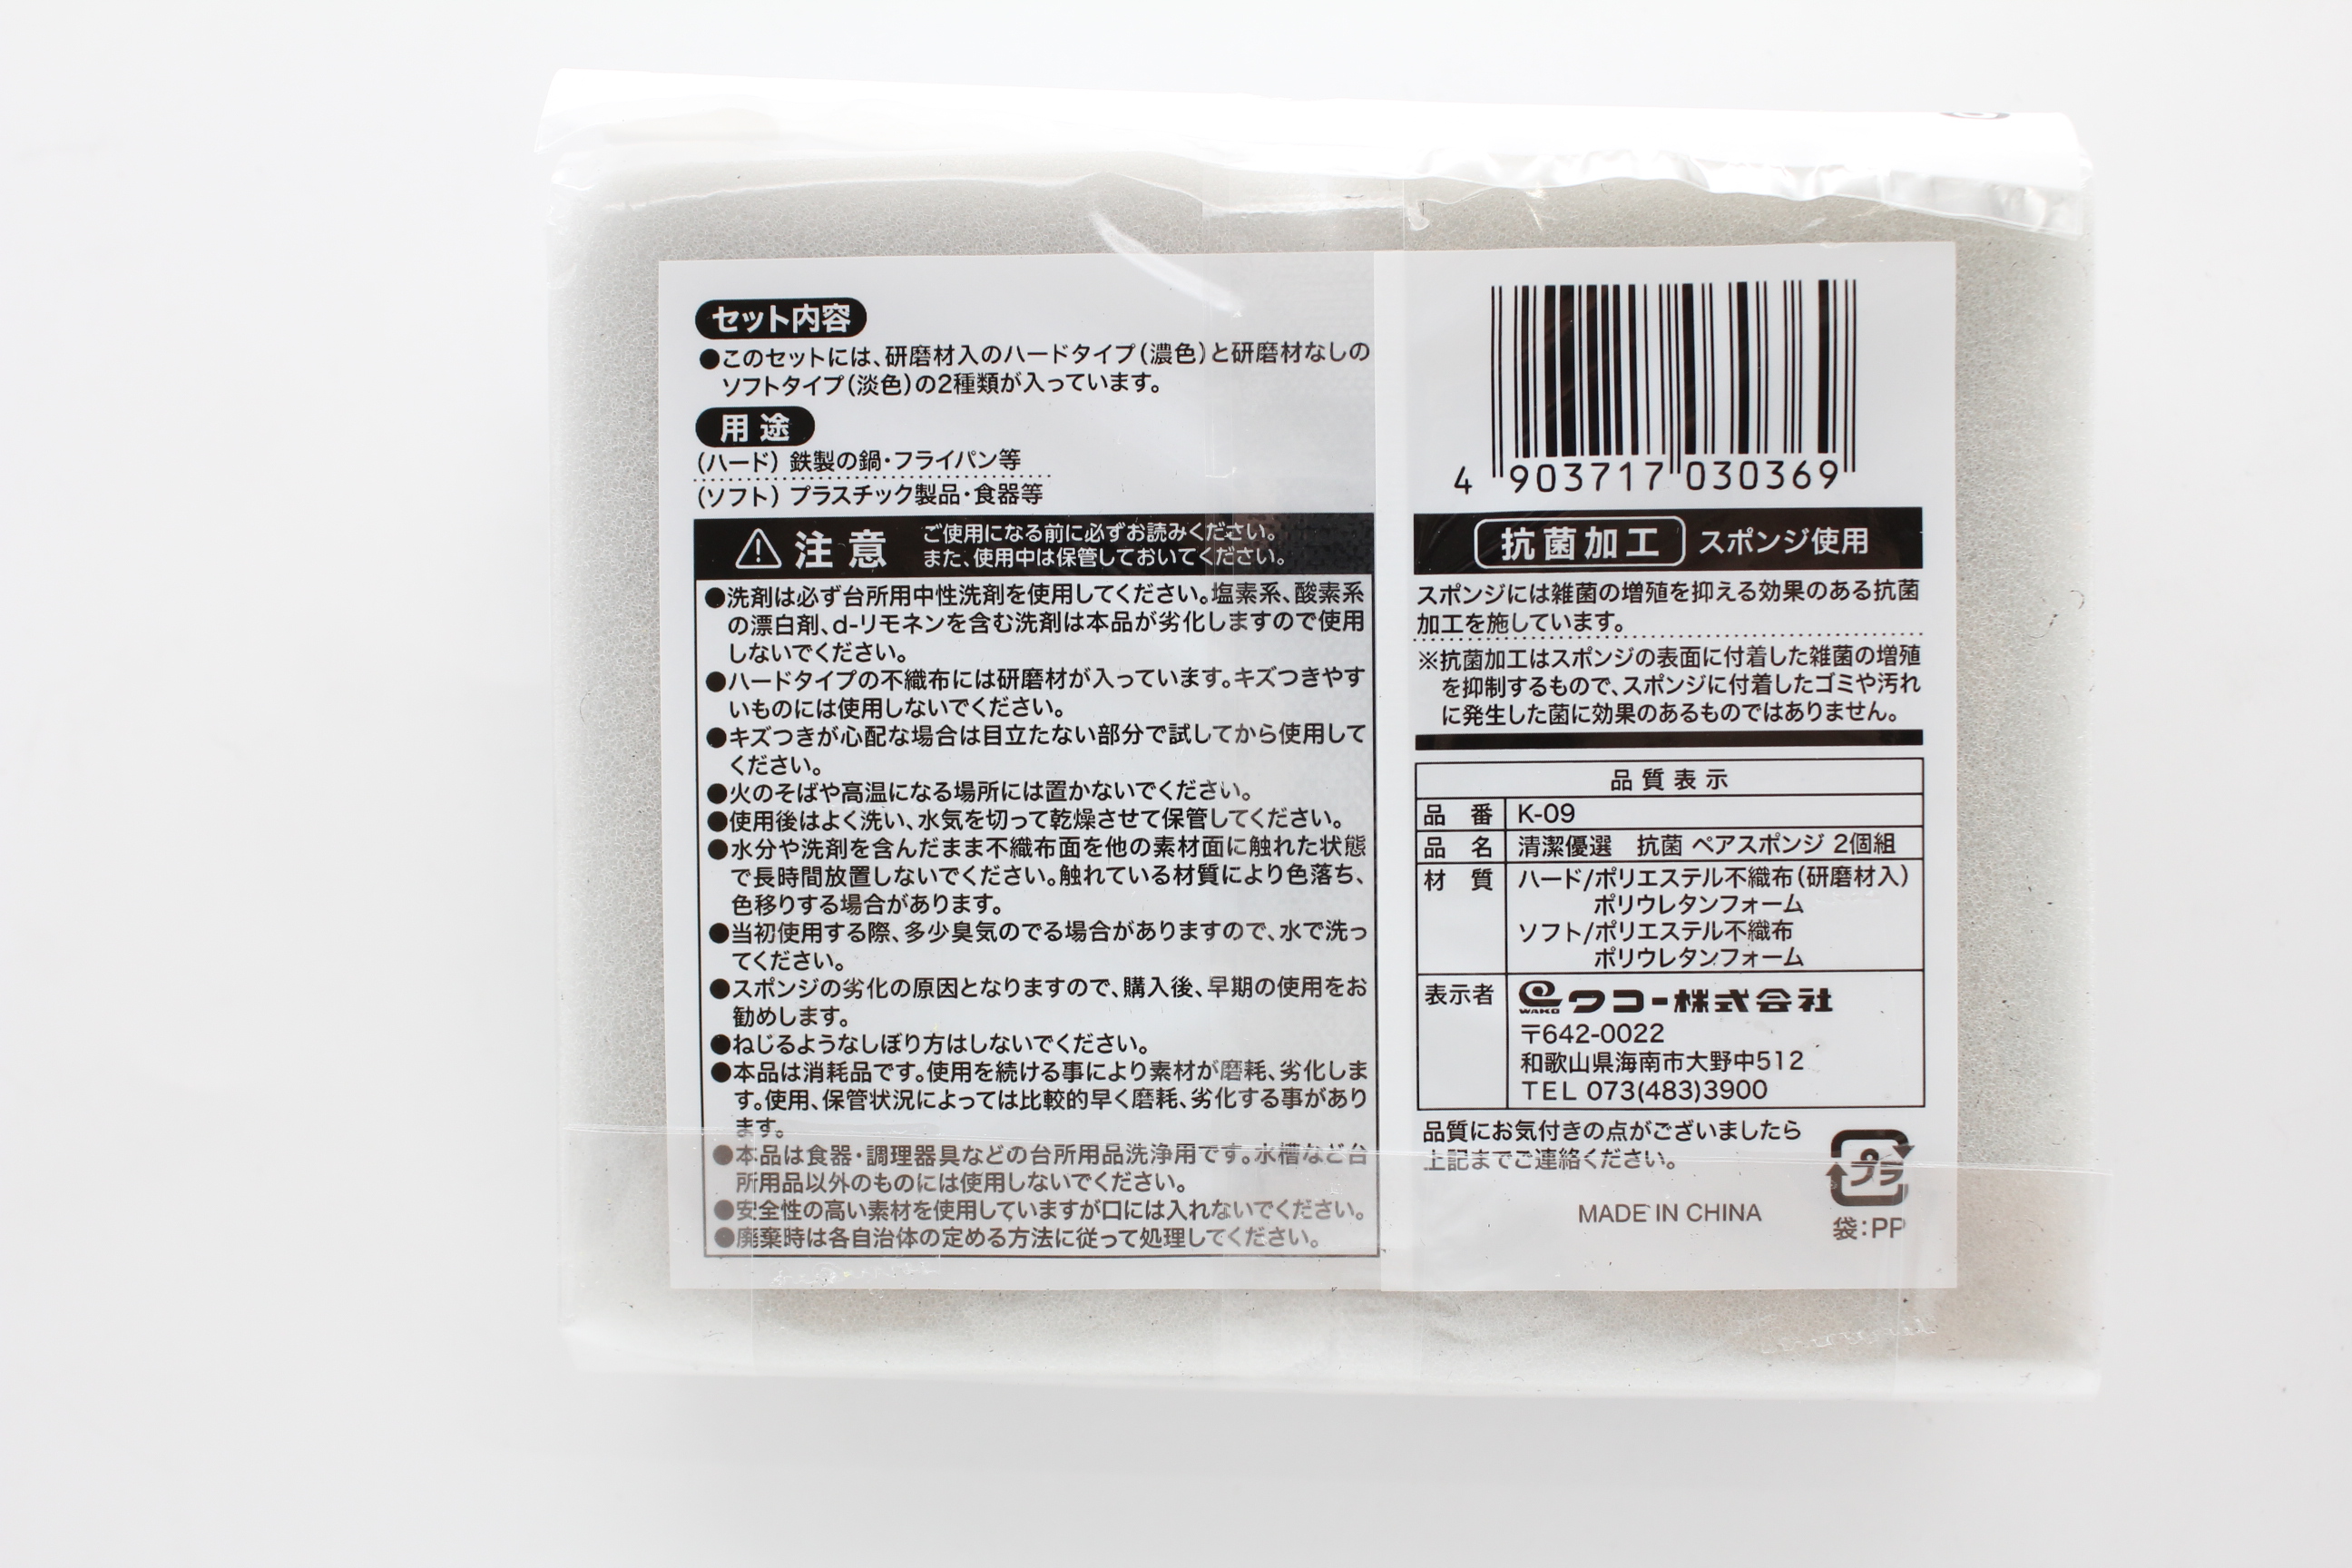 セット内容
●このセットには、研磨材入のハードタイプ(濃色)と研磨材なしの
ソフトタイプ(淡色)の2種類が入っています。
用途
(ハード) 鉄製の鍋・フライパン等
(ソフト) プラスチック製品・食器等
注意
ご使用になる前に必ずお読みください。
また、使用中は保管しておいてください。
●洗剤は必ず台所用中性洗剤を使用してください。塩素系、酸素系
の漂白剤、d-リモネンを含む洗剤は本品が劣化しますので使用
しないでください。
●ハードタイプの不織布には研磨材が入っています。キズつきやす
いものには使用しないでください。
●キズつきが心配な場合は目立たない部分で試してから使用して
ください。
●火のそばや高温になる場所には置かないでください。
●使用後はよく洗い、水気を切って乾燥させて保管してください。
●水分や洗剤を含んだまま不織布面を他の素材面に触れた状態
で長時間放置しないでください。触れている材質により色落ち、
色移りする場合があります。
●当初使用する際、多少臭気のでる場合がありますので、水で洗っ
てください。
●スポンジの劣化の原因となりますので、購入後、早期の使用をお
勧めします。
●ねじるようなしぼり方はしないでください。
●本品は消耗品です。使用を続ける事により素材が磨耗、劣化しま
す。使用、保管状況によっては比較的早く磨耗、劣化する事があり
ます。
●本品は食器・調理器具などの台所用品洗浄用です。水槽など台
所用品以外のものには使用しないでください。
●安全性の高い素材を使用していますが口には入れないでください。
●廃棄時は各自治体の定める方法に従って処理してください。
4 903717 030369
抗菌加工 スポンジ使用
スポンジには雑菌の増殖を抑える効果のある抗菌
加工を施しています。
※抗菌加工はスポンジの表面に付着した雑菌の増殖
を抑制するもので、スポンジに付着したゴミや汚れ
に発生した菌に効果のあるものではありません。
品質表示
品番 K-09
品名 清潔優選 抗菌 ペアスポンジ 2個組
材質 ハード/ポリエステル不織布(研磨材入)
ポリウレタンフォーム
ソフト/ポリエステル不織布
ポリウレタンフォーム
表示者 WAKO ワコー株式会社
〒642-0022
和歌山県海南市大野中512
TEL 073(483)3900
品質にお気付きの点がございましたら
上記までご連絡ください。
MADE IN CHINA
プラ
袋:PP